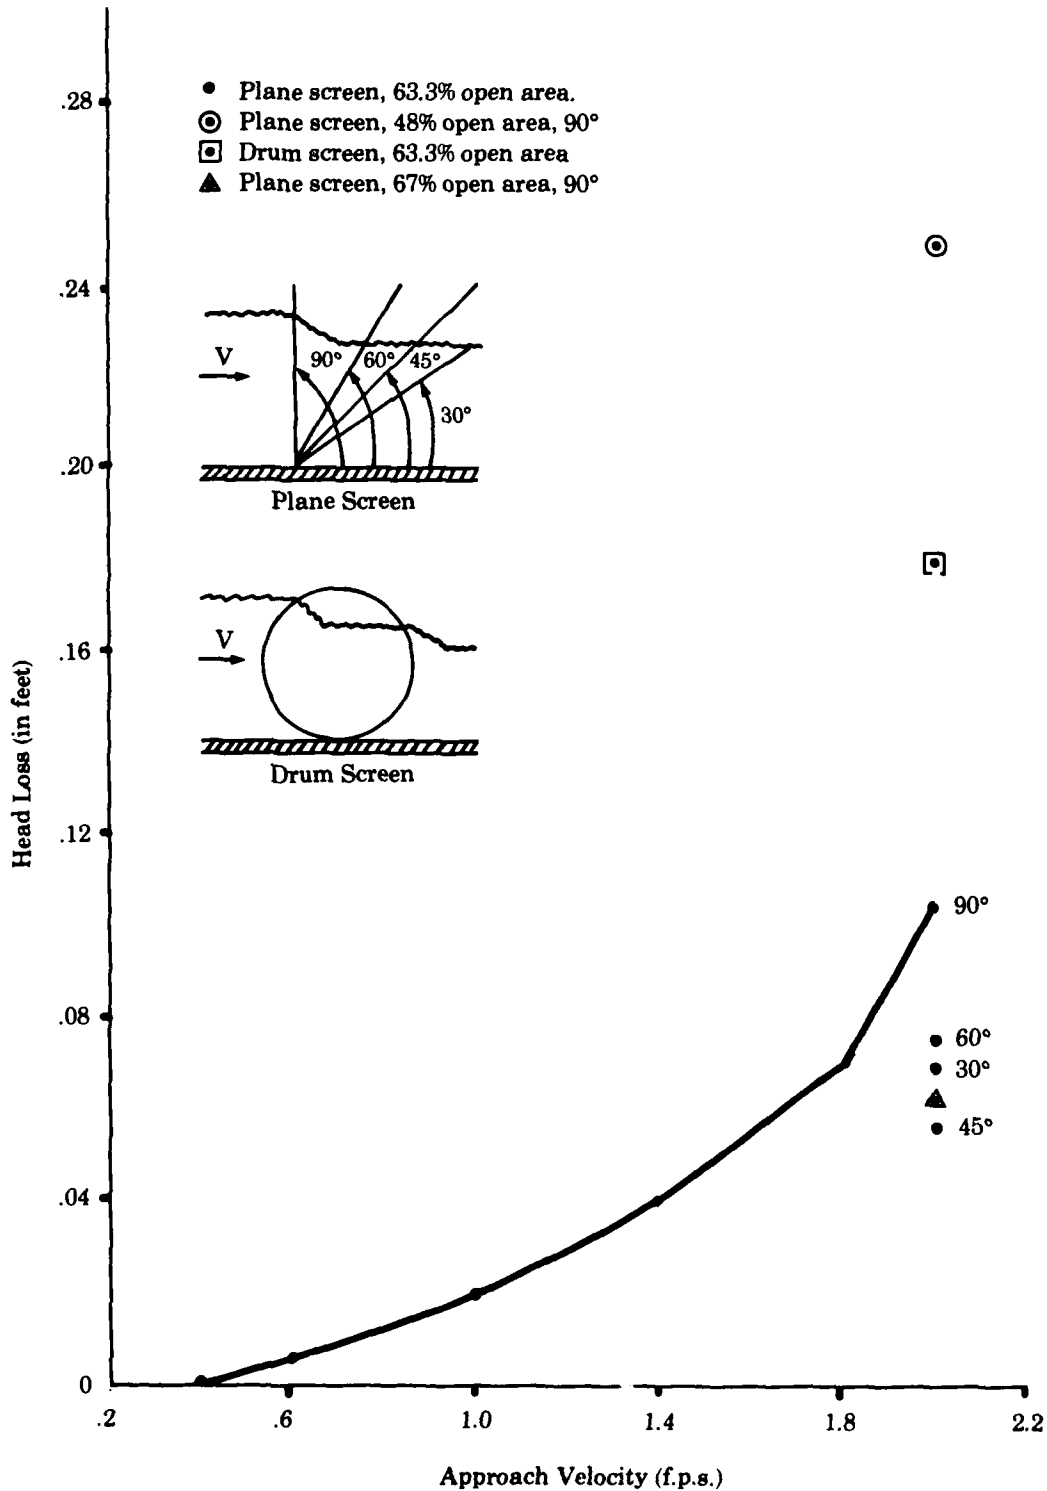 .28
● Plane screen, 63.3% open area.
Plane screen, 48% open area, 90°
Drum screen, 63.3% open area
▲ Plane screen, 67% open area, 90°
.24
V
90°
60°
45°
30°
.20
Plane Screen
V
.16
Drum Screen
Head Loss (in feet)
.12
90°
.08
60°
30°
45°
.04
0
.2
.6
1.0
1.4
1.8
2.2
Approach Velocity (f.p.s.)